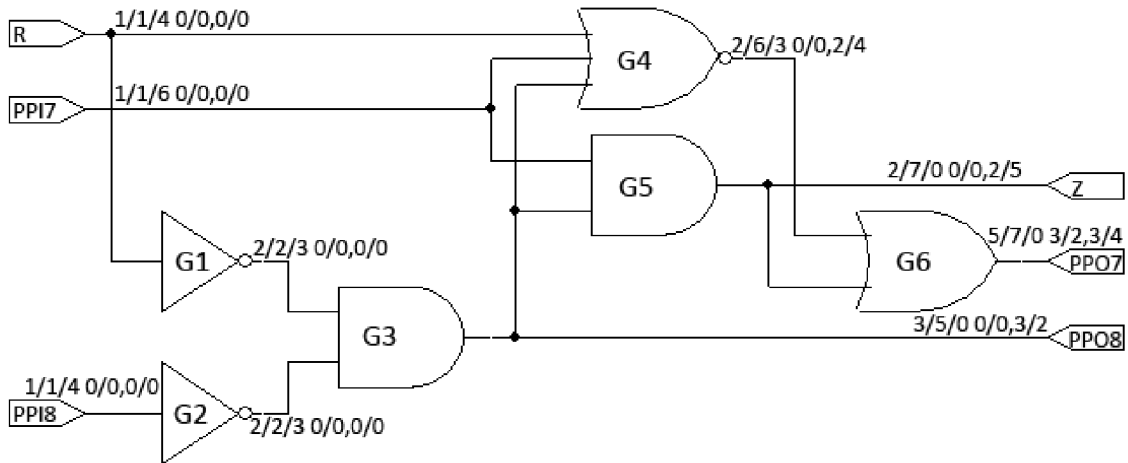 R
1/1/4 0/0,0/0
G4
2/6/3 0/0,2/4
PPI7
1/1/6 0/0,0/0
G5
2/7/0 0/0,2/5
Z
G1
2/2/3 0/0,0/0
G6
5/7/0 3/2,3/4
PPO7
G3
3/5/0 0/0,3/2
PPO8
1/1/4 0/0,0/0
PPI8
G2
2/2/3 0/0,0/0